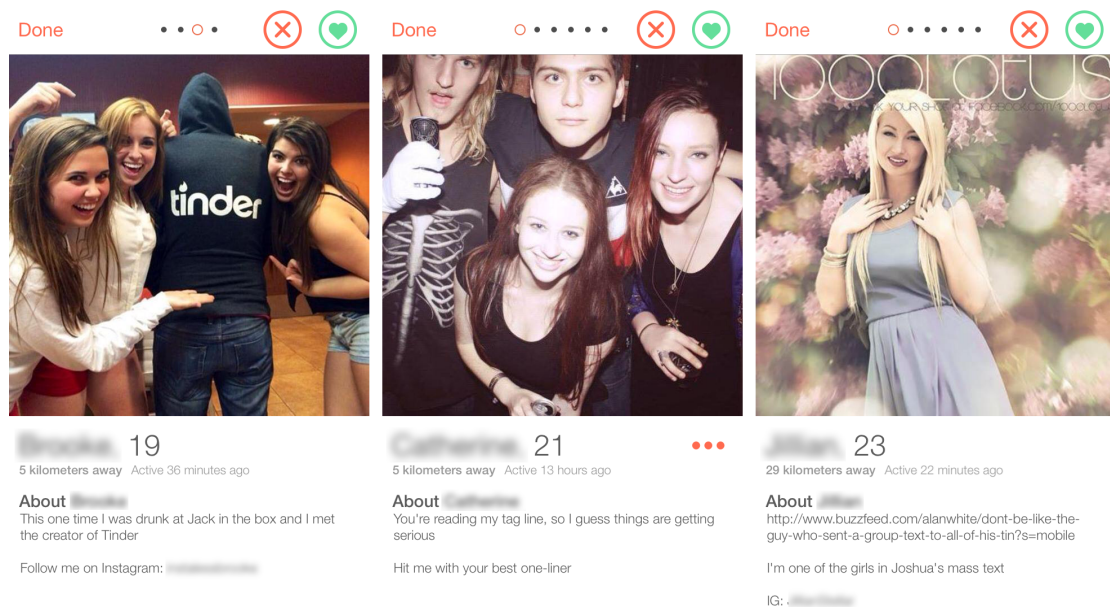 Done
tinder
19
5 kilometers away Active 36 minutes ago
About
This one time I was drunk at Jack in the box and I met
the creator of Tinder
Follow me on Instagram:
Done
21
5 kilometers away Active 13 hours ago
About
You're reading my tag line, so I guess things are getting
serious
Hit me with your best one-liner
Done
1000LOtUS
YOUR
FACEBOOK.COM/1000LO
23
29 kilometers away Active 22 minutes ago
About
http://www.buzzfeed.com/alanwhite/dont-be-like-the-
guy-who-sent-a-group-text-to-all-of-his-tin?s=mobile
I'm one of the girls in Joshua's mass text
IG: